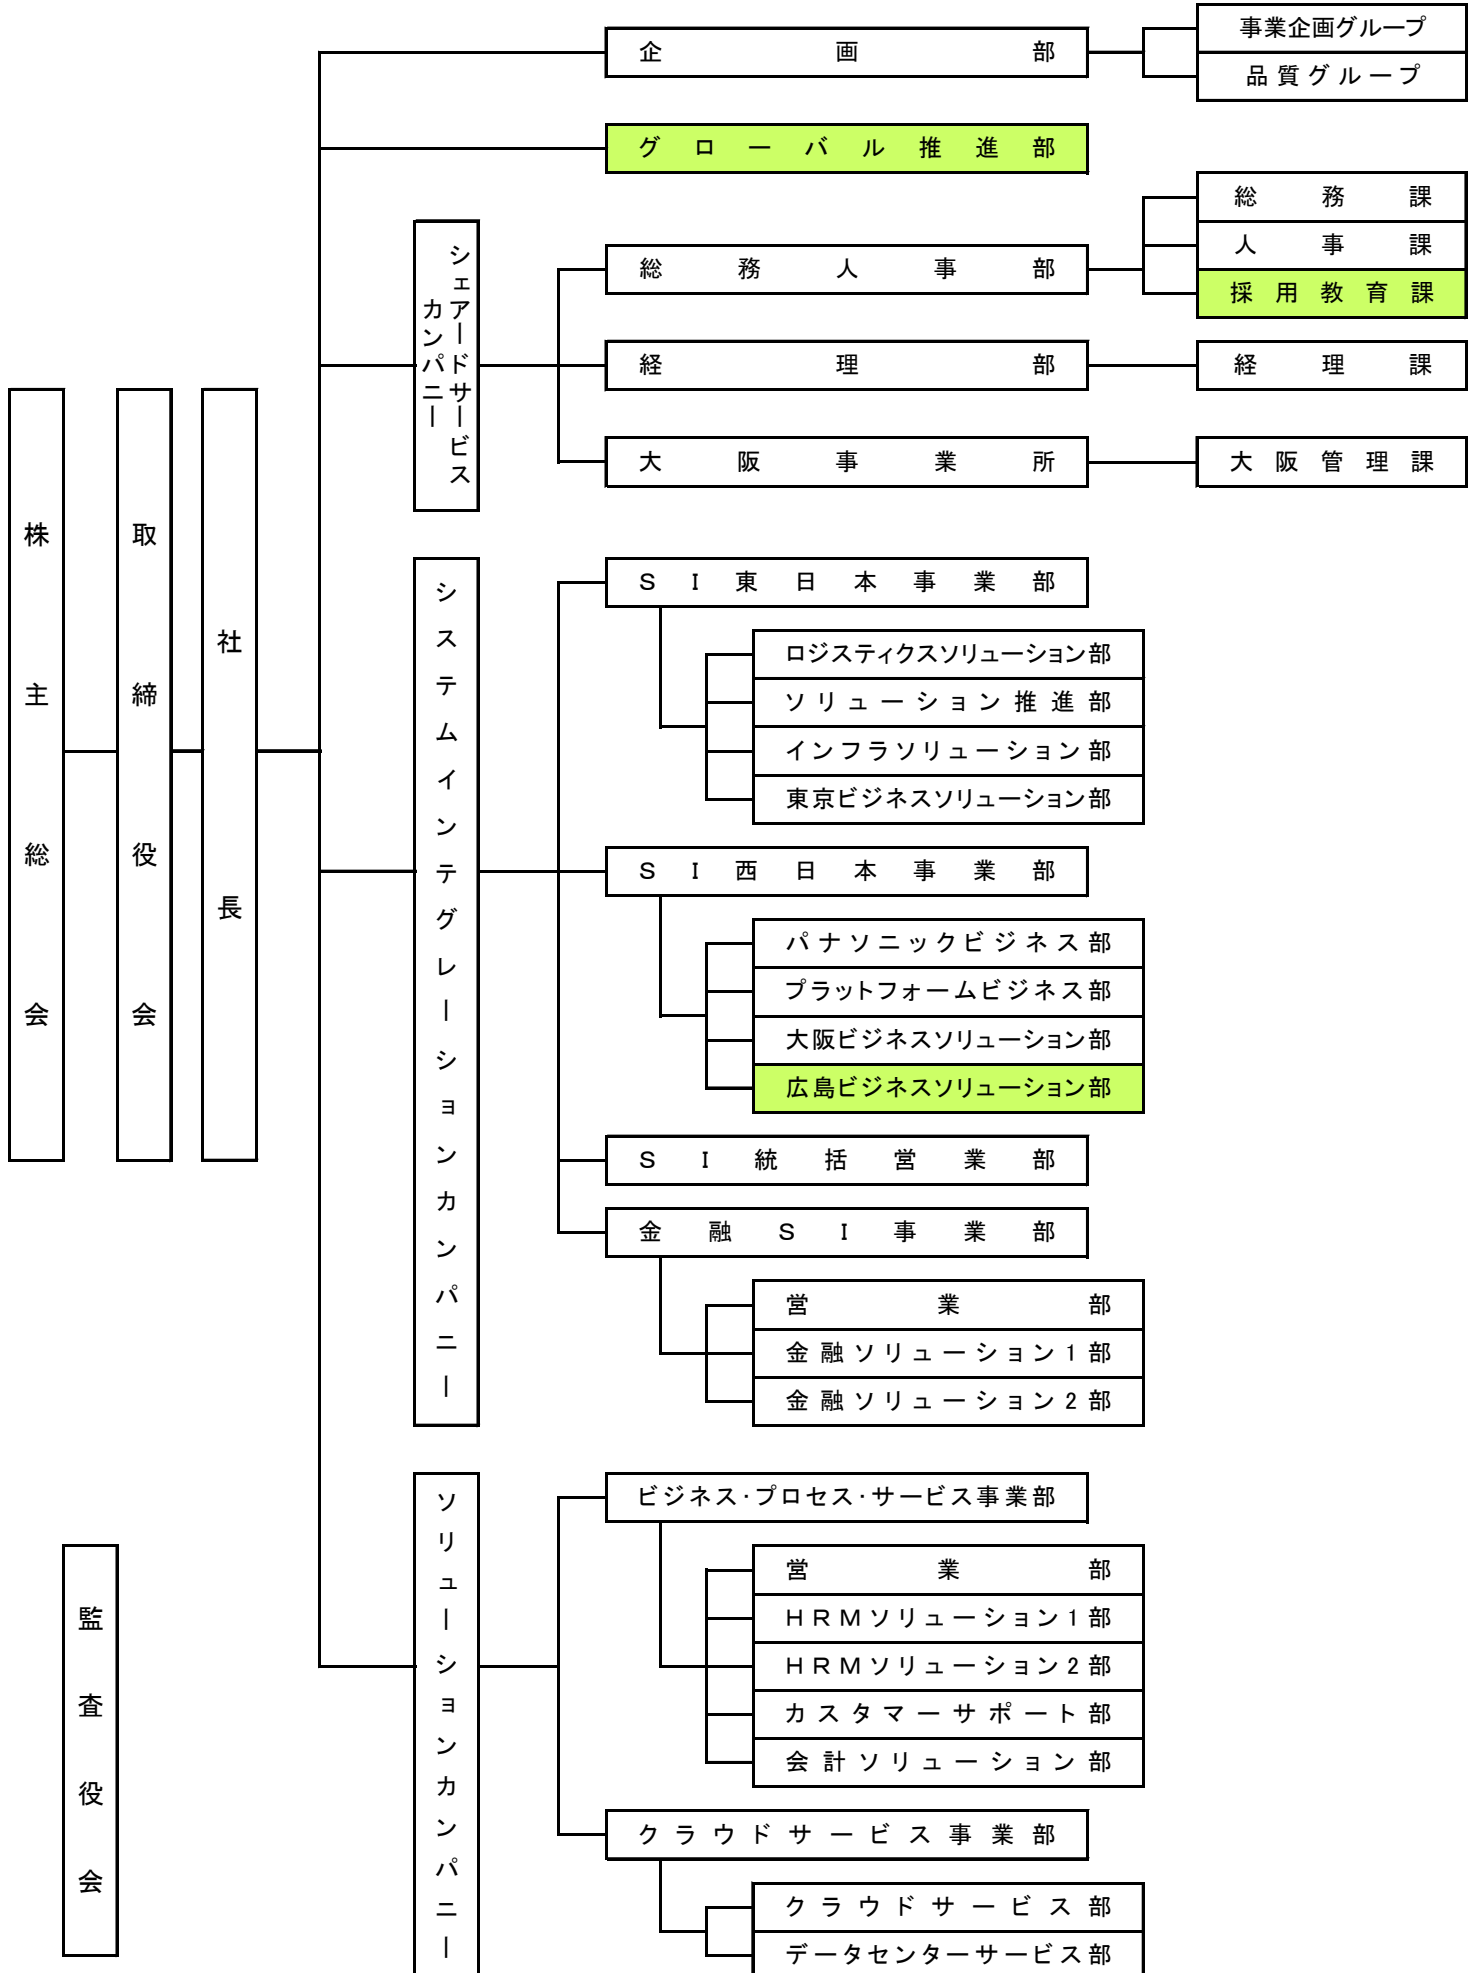 企画部
事業企画グループ
品質グループ
グローバル推進部
シェアードサービス
カンパニー
総務人事部
総務課
人事課
採用教育課
経理部
経理課
大阪事業所
大阪管理課
株主総会
取締役会
社長
システムインテグレーションカンパニー
SI東日本事業部
ロジスティクスソリューション部
ソリューション推進部
インフラソリューション部
東京ビジネスソリューション部
SI西日本事業部
パナソニックビジネス部
プラットフォームビジネス部
大阪ビジネスソリューション部
広島ビジネスソリューション部
SI統括営業部
金融SI事業部
営業部
金融ソリューション1部
金融ソリューション2部
ソリューションカンパニー
ビジネス・プロセス・サービス事業部
営業部
HRMソリューション1部
HRMソリューション2部
カスタマーサポート部
会計ソリューション部
クラウドサービス事業部
クラウドサービス部
データセンターサービス部
監査役会